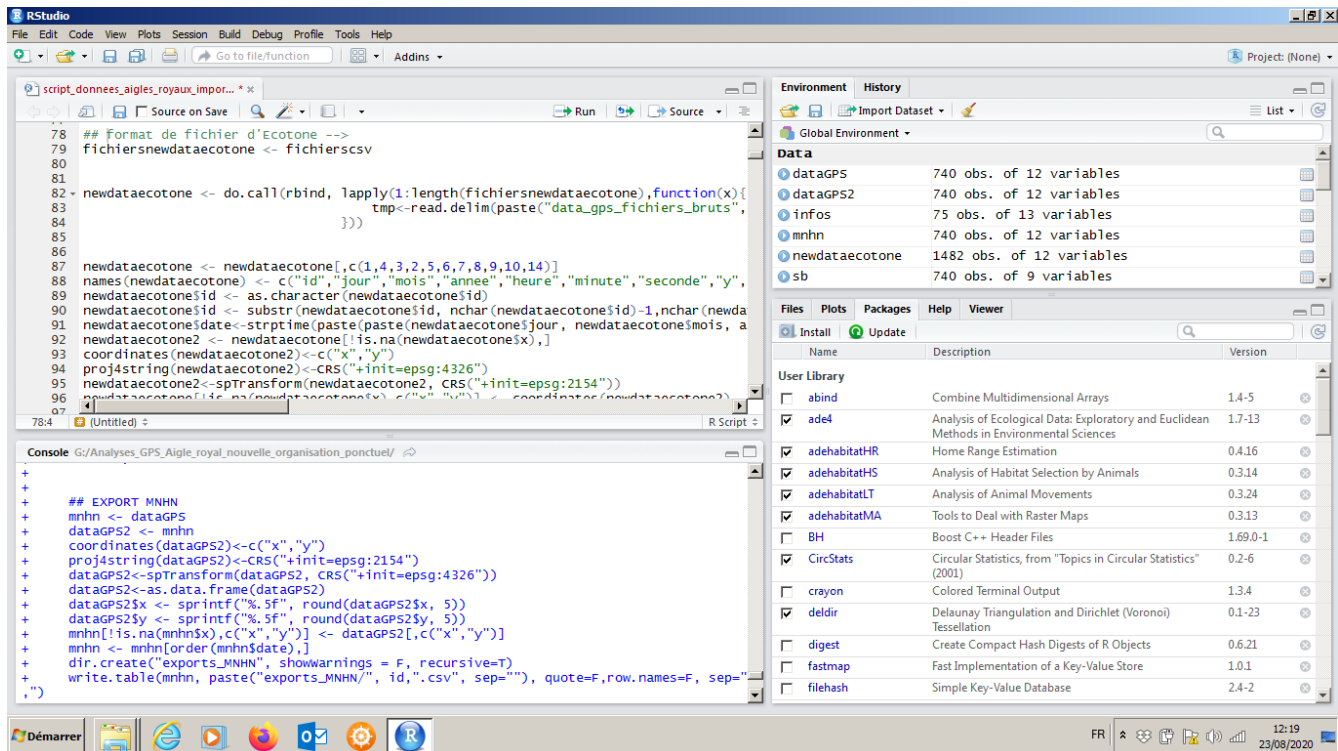 RStudio
File Edit Code View Plots Session Build Debug Profile Tools Help
Go to file/function Addins Project: (None)
script_donnees_aigles_royaux_impor... *
Source on Save Run Source
78 ## Format de fichier d'Ecotone -->
79 fichiersnewdataecotone <- fichierscsv
80
81
82 newdataecotone <- do.call(rbind, lapply(1:length(fichiersnewdataecotone),function(x){
83 tmp<-read.delim(paste("data_gps_fichiers_bruts",
84 }))
85
86
87 newdataecotone <- newdataecotone[,c(1,4,3,2,5,6,7,8,9,10,14)]
88 names(newdataecotone) <- c("id","jour","mois","annee","heure","minute","seconde","y",
89 newdataecotone$id <- as.character(newdataecotone$id)
90 newdataecotone$id <- substr(newdataecotone$id, nchar(newdataecotone$id)-1,nchar(newda
91 newdataecotone$date<-strptime(paste(paste(newdataecotone$jour, newdataecotone$mois, a
92 newdataecotone2 <- newdataecotone[!is.na(newdataecotone$x),]
93 coordinates(newdataecotone2)<-c("x","y")
94 proj4string(newdataecotone2)<-CRS("+init=epsg:4326")
95 newdataecotone2<-spTransform(newdataecotone2, CRS("+init=epsg:2154"))
96 newdataecotone[!is.na(newdataecotone$x),c("x","y")] <- coordinates(newdataecotone2)
97
78:4 (Untitled) R Script
Console G:/Analyses_GPS_Aigle_royal_nouvelle_organisation_ponctuel/
+
+
+ ## EXPORT MNHN
+ mnhn <- dataGPS
+ dataGPS2 <- mnhn
+ coordinates(dataGPS2)<-c("x","y")
+ proj4string(dataGPS2)<-CRS("+init=epsg:2154")
+ dataGPS2<-spTransform(dataGPS2, CRS("+init=epsg:4326"))
+ dataGPS2<-as.data.frame(dataGPS2)
+ dataGPS2$x <- sprintf("%.5f", round(dataGPS2$x, 5))
+ dataGPS2$y <- sprintf("%.5f", round(dataGPS2$y, 5))
+ mnhn[!is.na(mnhn$x),c("x","y")] <- dataGPS2[,c("x","y")]
+ mnhn <- mnhn[order(mnhn$date),]
+ dir.create("exports_MNHN", showWarnings = F, recursive=T)
+ write.table(mnhn, paste("exports_MNHN/", id,".csv", sep=""), quote=F,row.names=F, sep="
,")
Environment History
Import Dataset List
Global Environment
Data
dataGPS 740 obs. of 12 variables
dataGPS2 740 obs. of 12 variables
infos 75 obs. of 13 variables
mnhn 740 obs. of 12 variables
newdataecotone 1482 obs. of 12 variables
sb 740 obs. of 9 variables
Files Plots Packages Help Viewer
Install Update
Name Description Version
User Library
abind Combine Multidimensional Arrays 1.4-5
ade4 Analysis of Ecological Data: Exploratory and Euclidean 1.7-13
Methods in Environmental Sciences
adehabitatHR Home Range Estimation 0.4.16
adehabitatHS Analysis of Habitat Selection by Animals 0.3.14
adehabitatLT Analysis of Animal Movements 0.3.24
adehabitatMA Tools to Deal with Raster Maps 0.3.13
BH Boost C++ Header Files 1.69.0-1
CircStats Circular Statistics, from "Topics in Circular Statistics" 0.2-6
(2001)
crayon Colored Terminal Output 1.3.4
deldir Delaunay Triangulation and Dirichlet (Voronoi) 0.1-23
Tessellation
digest Create Compact Hash Digests of R Objects 0.6.21
fastmap Fast Implementation of a Key-Value Store 1.0.1
filehash Simple Key-Value Database 2.4-2
Démarrer FR 12:19
23/08/2020